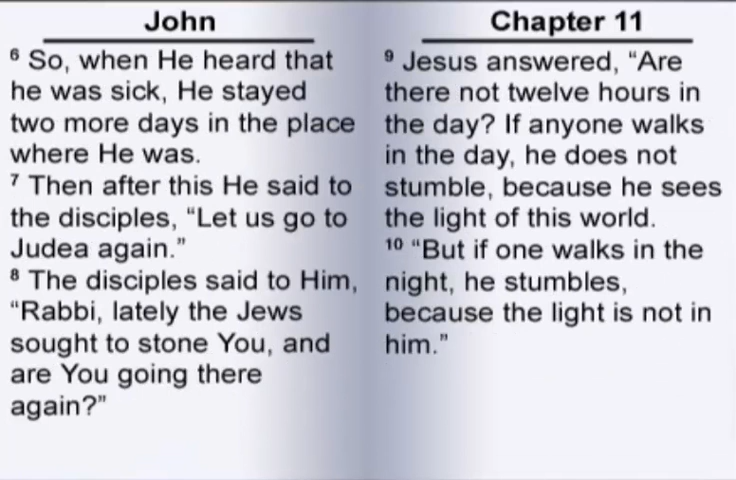 John
⁶ So, when He heard that
he was sick, He stayed
two more days in the place
where He was.
⁷ Then after this He said to
the disciples, “Let us go to
Judea again.”
⁸ The disciples said to Him,
“Rabbi, lately the Jews
sought to stone You, and
are You going there
again?”
Chapter 11
⁹ Jesus answered, “Are
there not twelve hours in
the day? If anyone walks
in the day, he does not
stumble, because he sees
the light of this world.
¹⁰ “But if one walks in the
night, he stumbles,
because the light is not in
him.”